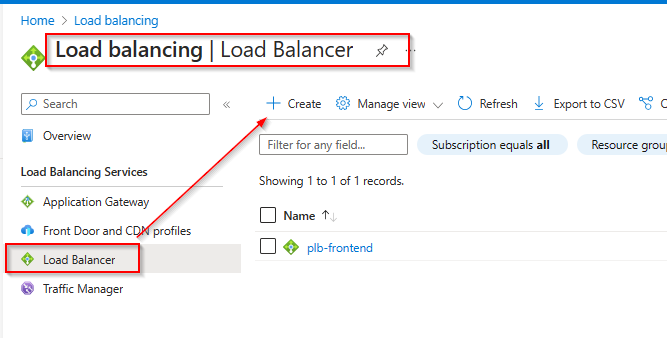 Home > Load balancing
Load balancing | Load Balancer ...
Search «
Overview
Load Balancing Services
Application Gateway
Front Door and CDN profiles
Load Balancer
Traffic Manager
+ Create Manage view Refresh Export to CSV
Filter for any field... Subscription equals all Resource group
Showing 1 to 1 of 1 records.
Name ↑↓
plb-frontend